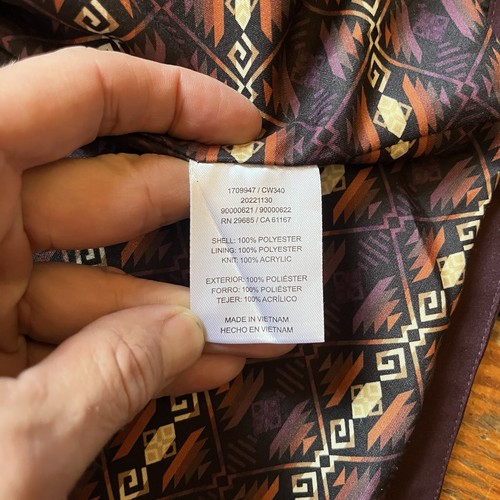 1709947 / CW340
20221130
90000621 / 90000622
RN 29685 / CA 61167
SHELL: 100% POLYESTER
LINING: 100% POLYESTER
KNIT: 100% ACRYLIC
EXTERIOR: 100% POLIÉSTER
FORRO: 100% POLIÉSTER
TEJER: 100% ACRÍLICO
MADE IN VIETNAM
HECHO EN VIETNAM